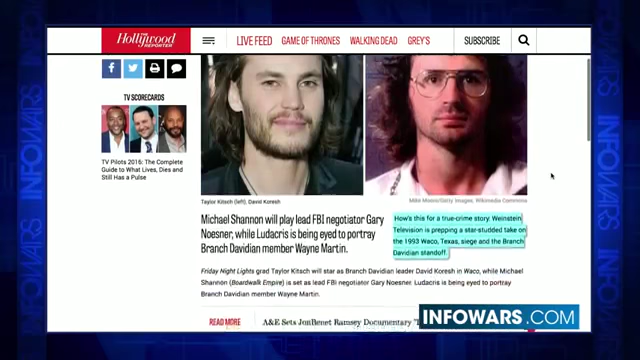 The
Hollywood
REPORTER
LIVE FEED
GAME OF THRONES
WALKING DEAD
GREY'S
SUBSCRIBE
TV SCORECARDS
TV Pilots 2016: The Complete
Guide to What Lives, Dies and
Still Has a Pulse
Taylor Kitsch (left), David Koresh
Mike Moore/Getty Images, Wikimedia Commons
Michael Shannon will play lead FBI negotiator Gary
Noesner, while Ludacris is being eyed to portray
Branch Davidian member Wayne Martin.
How's this for a true-crime story: Weinstein
Television is prepping a star-studded take on
the 1993 Waco, Texas, siege and the Branch
Davidian standoff.
Friday Night Lights grad Taylor Kitsch will star as Branch Davidian leader David Koresh in Waco, while Michael
Shannon (Boardwalk Empire) is set as lead FBI negotiator Gary Noesner. Ludacris is being eyed to portray
Branch Davidian member Wayne Martin.
READ MORE
A&E Sets JonBenet Ramsey Documentary
INFOWARS.COM
INFOWARS
INFOWARS